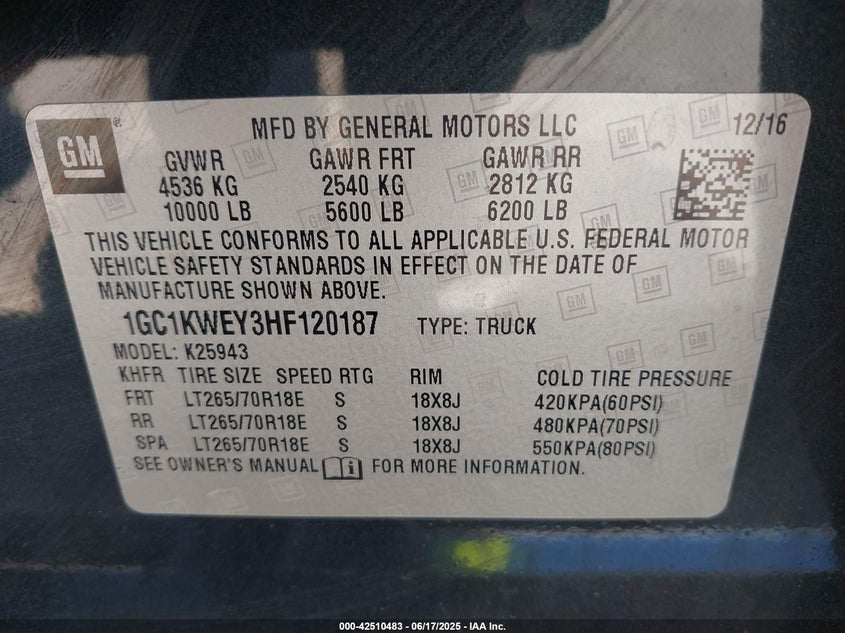 GM
MFD BY GENERAL MOTORS LLC 12/16
GVWR GAWR FRT GAWR RR
4536 KG 2540 KG 2812 KG
10000 LB 5600 LB 6200 LB
THIS VEHICLE CONFORMS TO ALL APPLICABLE U.S. FEDERAL MOTOR
VEHICLE SAFETY STANDARDS IN EFFECT ON THE DATE OF
MANUFACTURE SHOWN ABOVE.
1GC1KWEY3HF120187 TYPE: TRUCK
MODEL: K25943
KHFR TIRE SIZE SPEED RTG RIM COLD TIRE PRESSURE
FRT LT265/70R18E S 18X8J 420KPA(60PSI)
RR LT265/70R18E S 18X8J 480KPA(70PSI)
SPA LT265/70R18E S 18X8J 550KPA(80PSI)
SEE OWNER'S MANUAL FOR MORE INFORMATION.
000-42510483 - 06/17/2025 - IAA Inc.